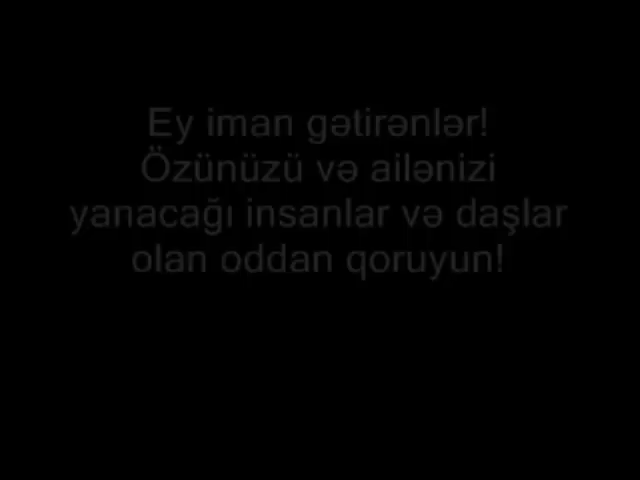 Ey iman gətirənlər!
Özünüzü və ailənizi
yanacağı insanlar və daşlar
olan oddan qoruyun!